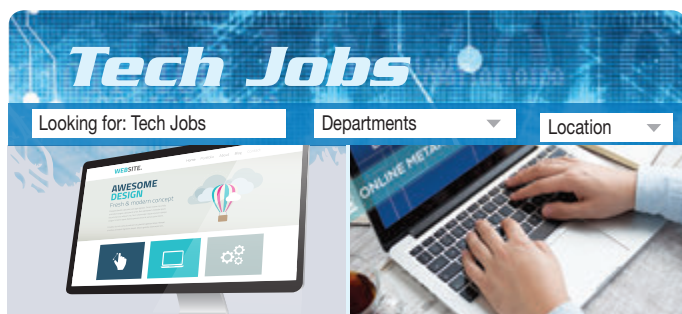 Tech Jobs
Looking for: Tech Jobs
Departments
Location
WEBSITE.
AWESOME
DESIGN
Fresh & modern concept
ONLINE META